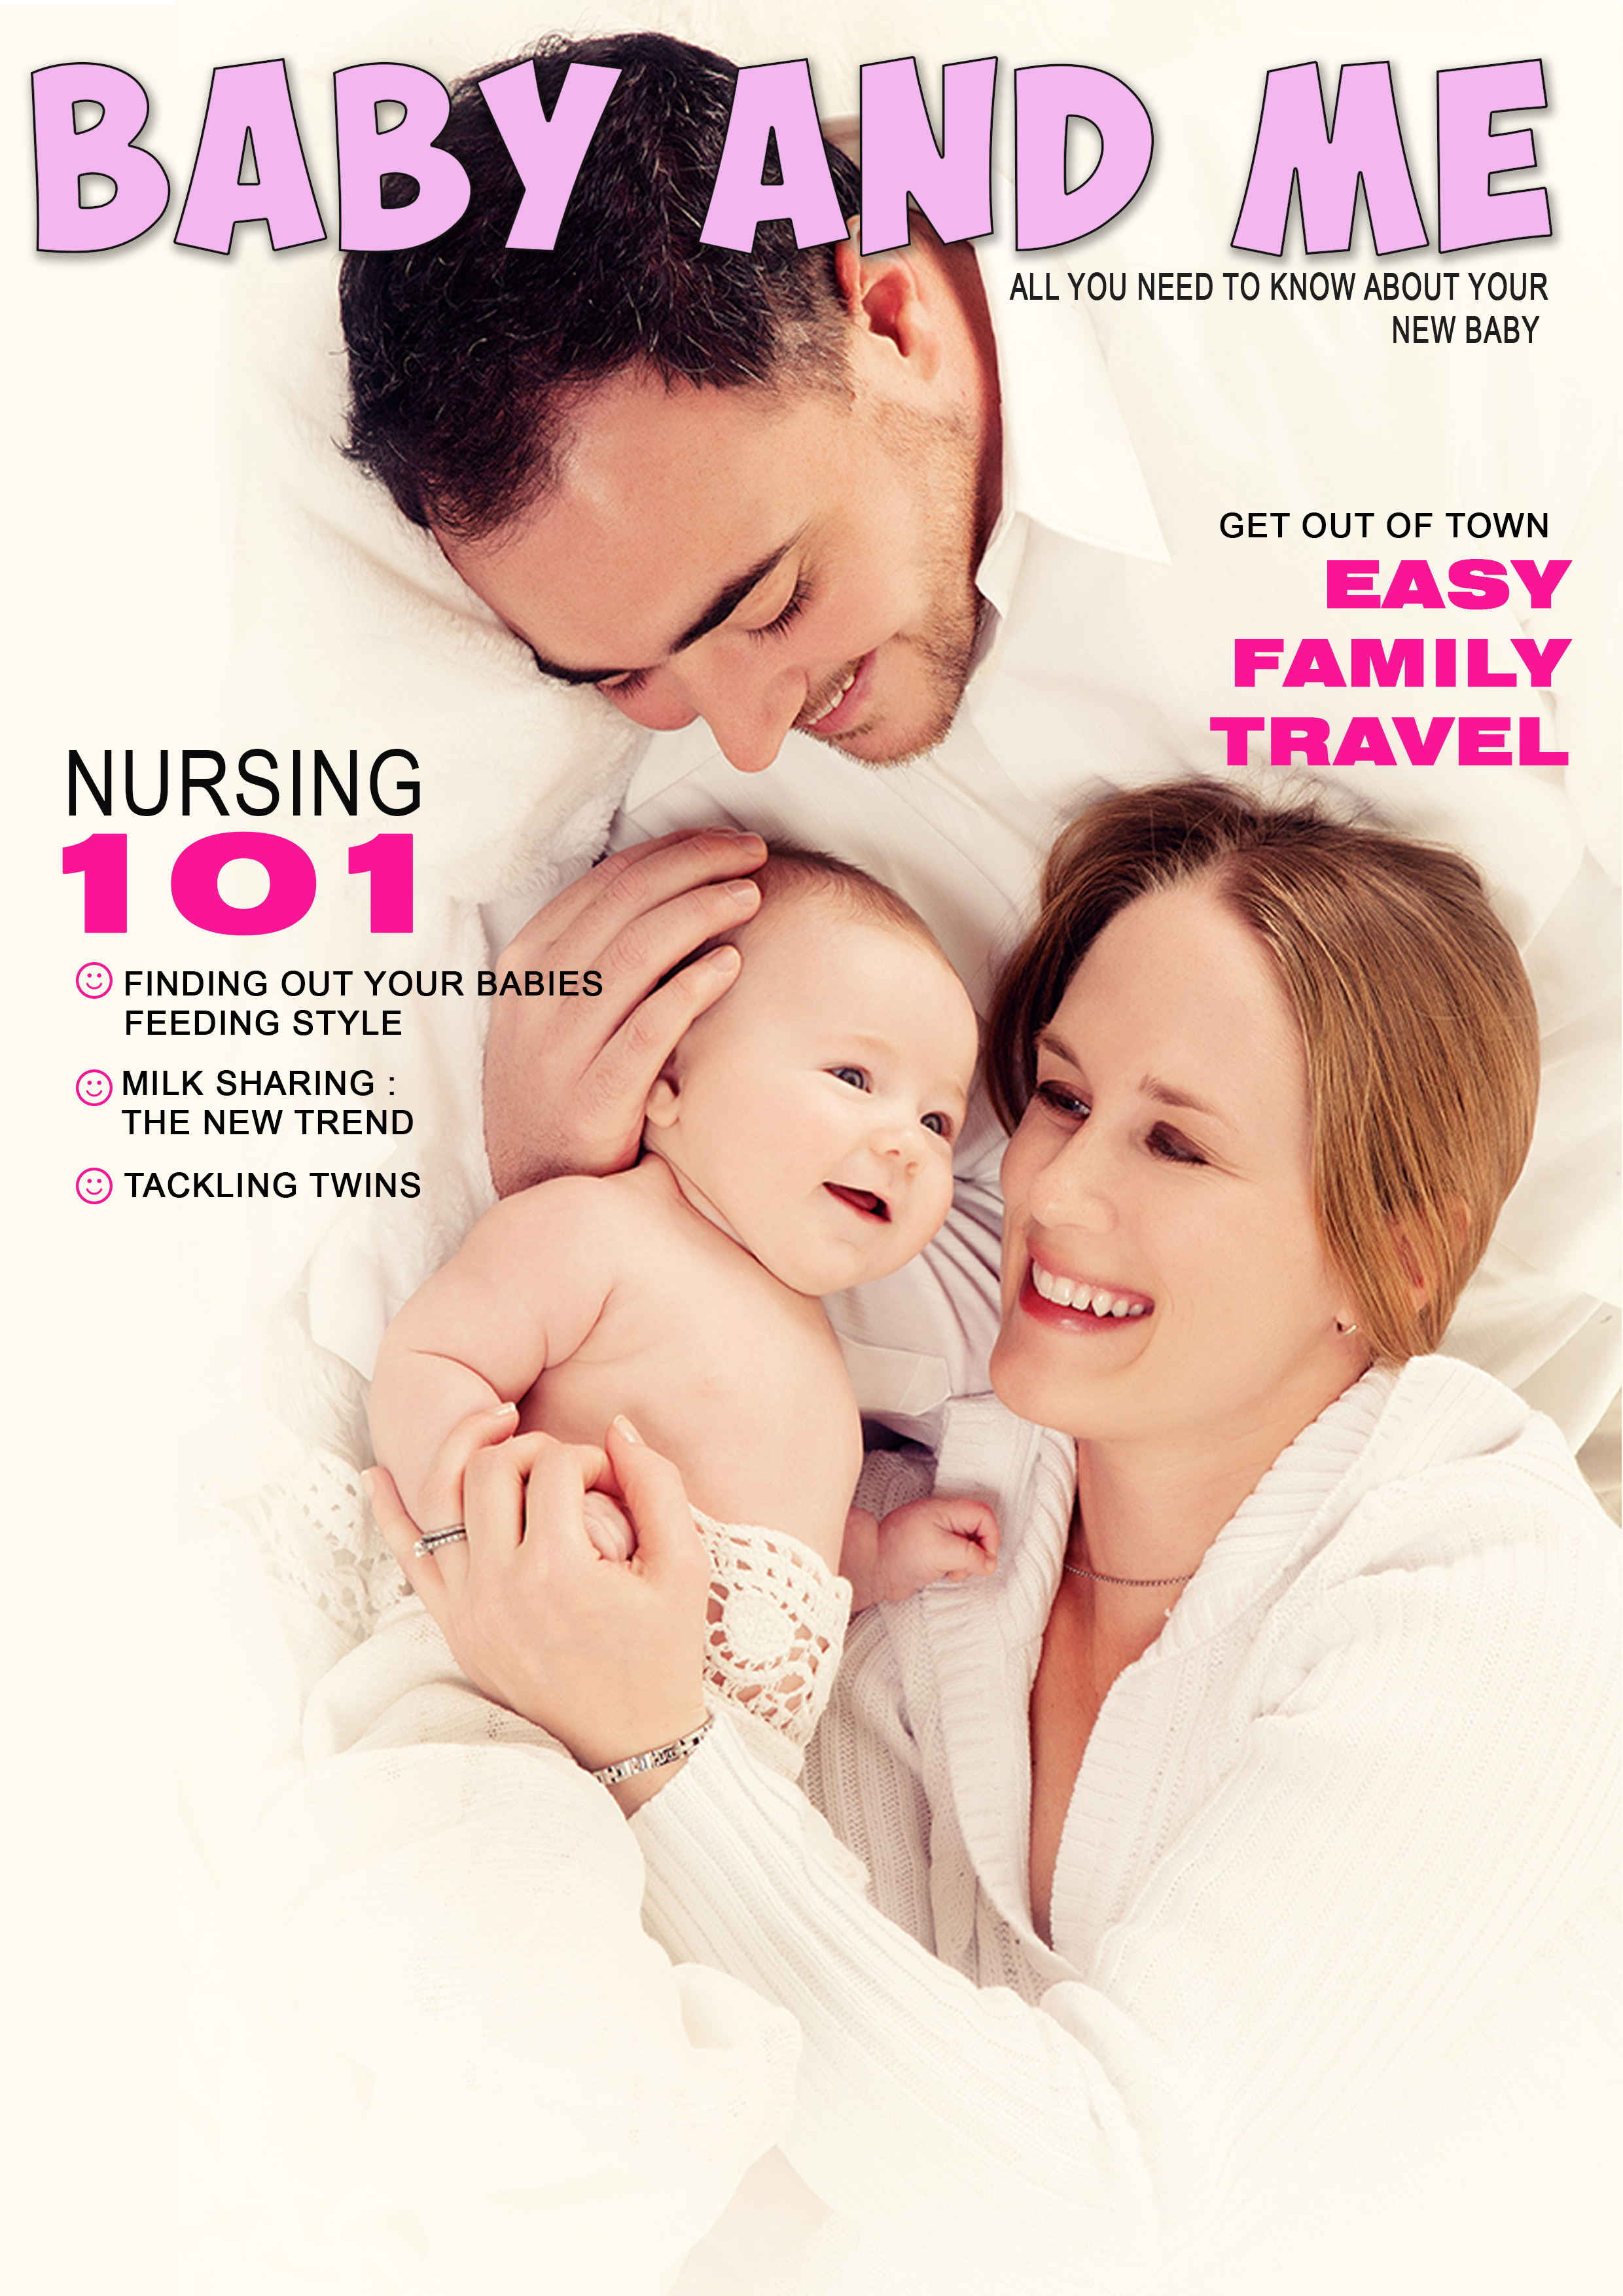 BABY AND ME
ALL YOU NEED TO KNOW ABOUT YOUR
NEW BABY
GET OUT OF TOWN
EASY
FAMILY
TRAVEL
NURSING
101
FINDING OUT YOUR BABIES
FEEDING STYLE
MILK SHARING :
THE NEW TREND
TACKLING TWINS